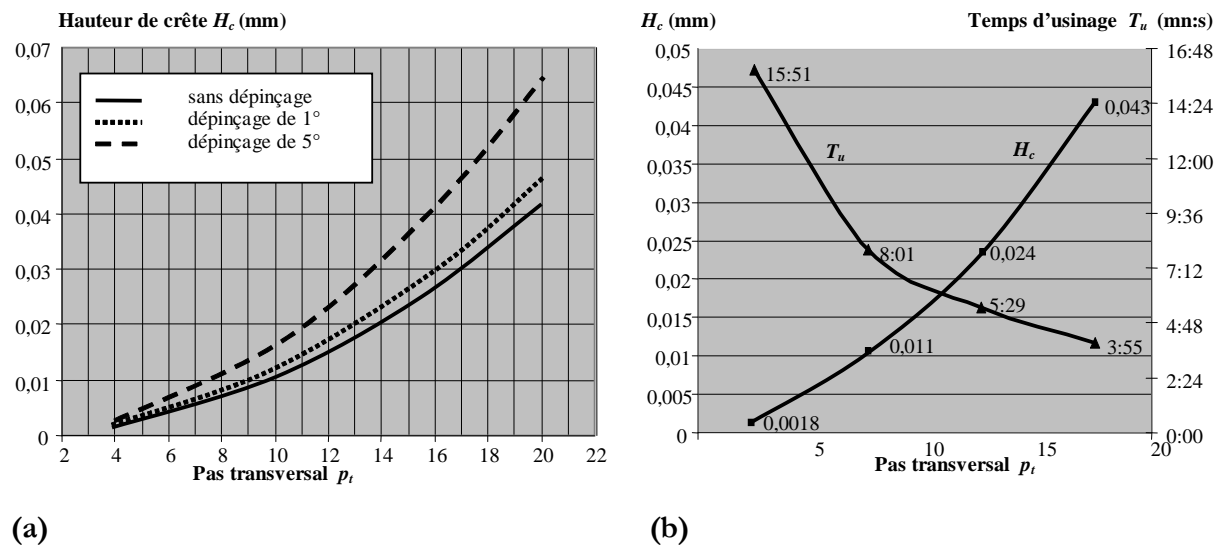 Hauteur de crête Hc (mm)
0,07
0,06
0,05
0,04
0,03
0,02
0,01
0
sans dépinçage
dépinçage de 1°
dépinçage de 5°
2 4 6 8 10 12 14 16 18 20 22
Pas transversal pt
(a)
Hc (mm)
Temps d'usinage Tu (mn:s)
0,05
0,045
0,04
0,035
0,03
0,025
0,02
0,015
0,01
0,005
0
16:48
14:24
12:00
9:36
7:12
4:48
2:24
0:00
15:51
0,043
Tu
Hc
8:01
0,024
5:29
0,011
3:55
0,0018
5 10 15 20
Pas transversal pt
(b)